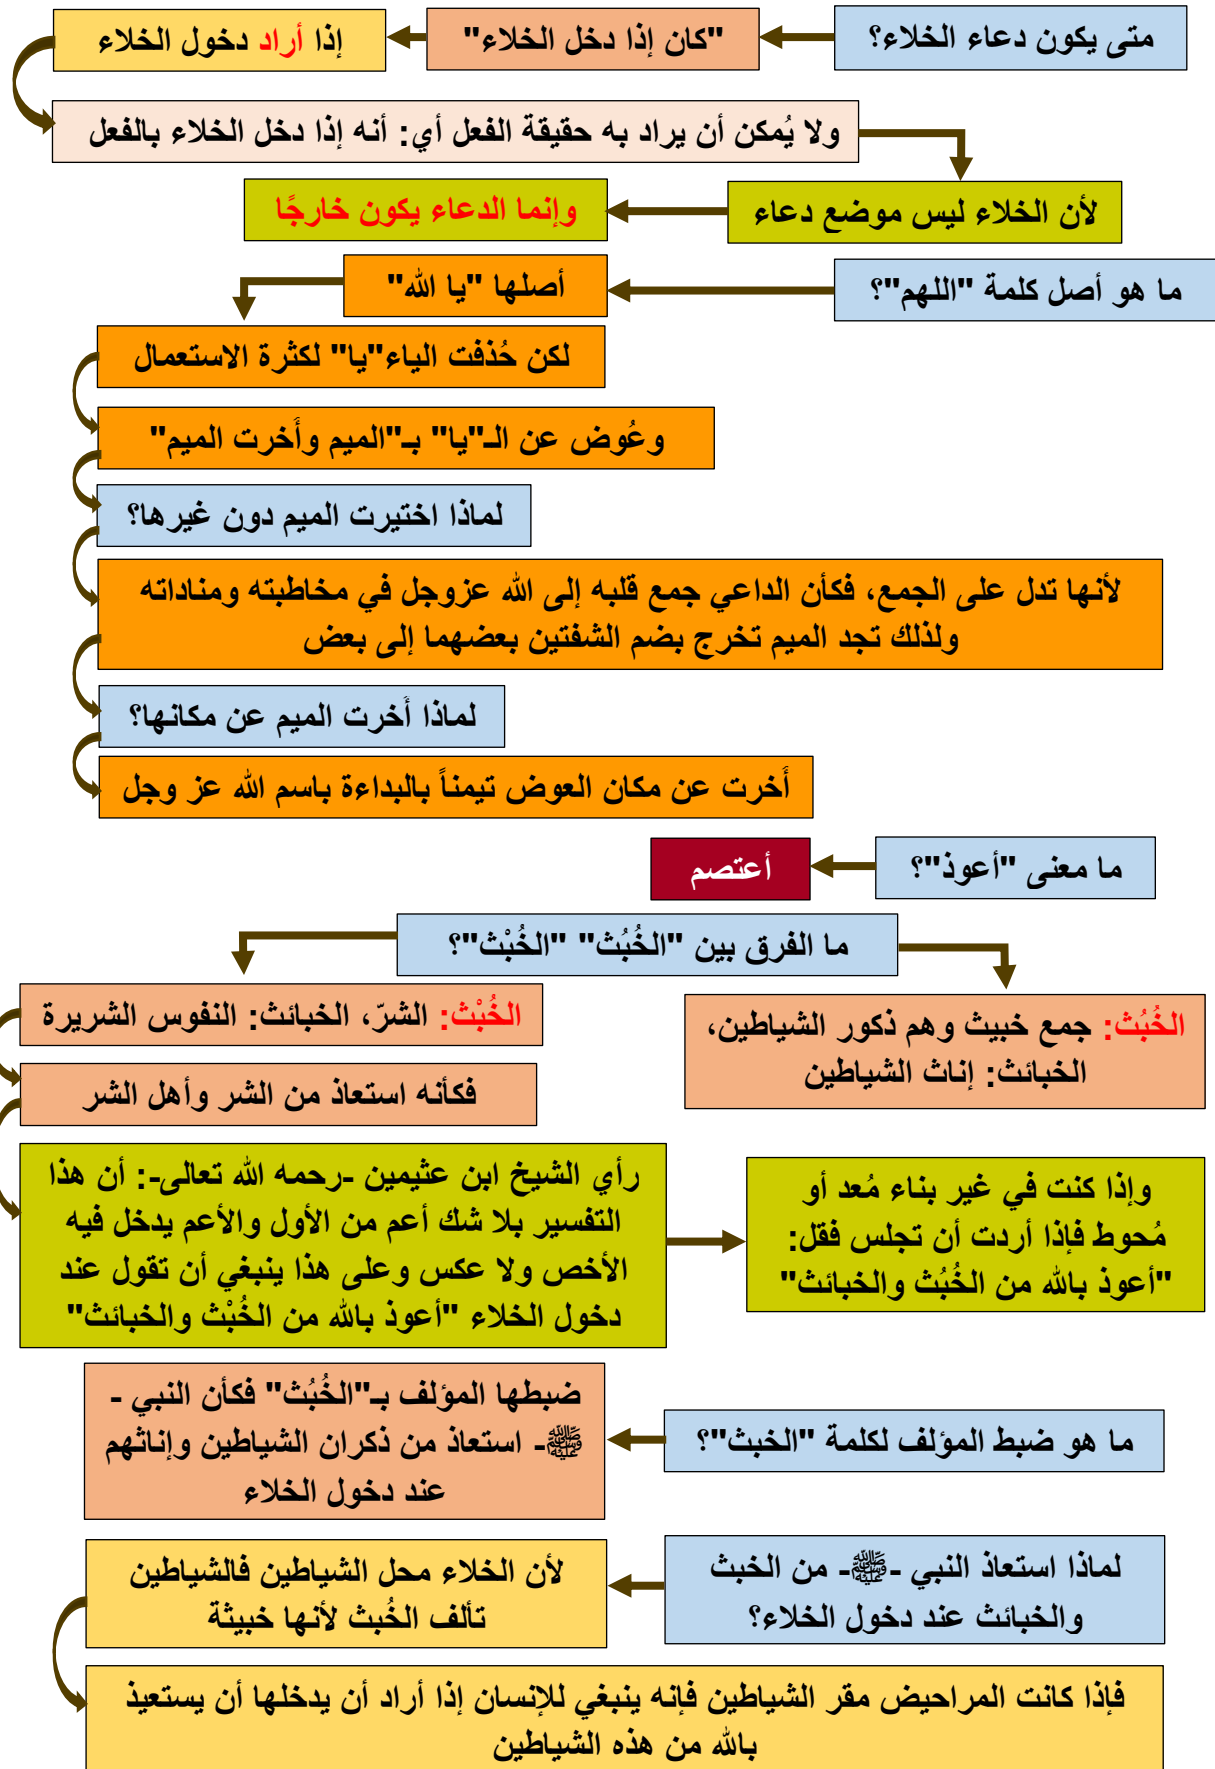 متى يكون دعاء الخلاء؟
"كان إذا دخل الخلاء"
إذا أراد دخول الخلاء
ولا يُمكن أن يراد به حقيقة الفعل أي: أنه إذا دخل الخلاء بالفعل
لأن الخلاء ليس موضع دعاء
وإنما الدعاء يكون خارجًا
ما هو أصل كلمة "اللهم"؟
أصلها "يا الله"
لكن حُذفت الياء"يا" لكثرة الاستعمال
وعُوض عن الـ"يا" بـ"الميم وأَخرت الميم"
لماذا اختيرت الميم دون غيرها؟
لأنها تدل على الجمع، فكأن الداعي جمع قلبه إلى الله عزوجل في مخاطبته ومناداته
ولذلك تجد الميم تخرج بضم الشفتين بعضهما إلى بعض
لماذا أَخرت الميم عن مكانها؟
أَخرت عن مكان العوض تيمناً بالبداءة باسم الله عز وجل
ما معنى "أعوذ"؟
أعتصم
ما الفرق بين "الخُبُث" "الخُبْث"؟
الخُبُث: جمع خبيث وهم ذكور الشياطين،
الخبائث: إناث الشياطين
الخُبْث: الشرّ، الخبائث: النفوس الشريرة
فكأنه استعاذ من الشر وأهل الشر
رأي الشيخ ابن عثيمين -رحمه الله تعالى-: أن هذا
التفسير بلا شك أعم من الأول والأعم يدخل فيه
الأخص ولا عكس وعلى هذا ينبغي أن تقول عند
دخول الخلاء "أعوذ بالله من الخُبْث والخبائث"
وإذا كنت في غير بناء مُعد أو
مُحوط فإذا أردت أن تجلس فقل:
"أعوذ بالله من الخُبُث والخبائث"
ما هو ضبط المؤلف لكلمة "الخبث"؟
ضبطها المؤلف بـ"الخُبُث" فكأن النبي -
ﷺ- استعاذ من ذكران الشياطين وإناثهم
عند دخول الخلاء
لماذا استعاذ النبي -ﷺ- من الخبث
والخبائث عند دخول الخلاء؟
لأن الخلاء محل الشياطين فالشياطين
تألف الخُبث لأنها خبيثة
فإذا كانت المراحيض مقر الشياطين فإنه ينبغي للإنسان إذا أراد أن يدخلها أن يستعيذ
بالله من هذه الشياطين